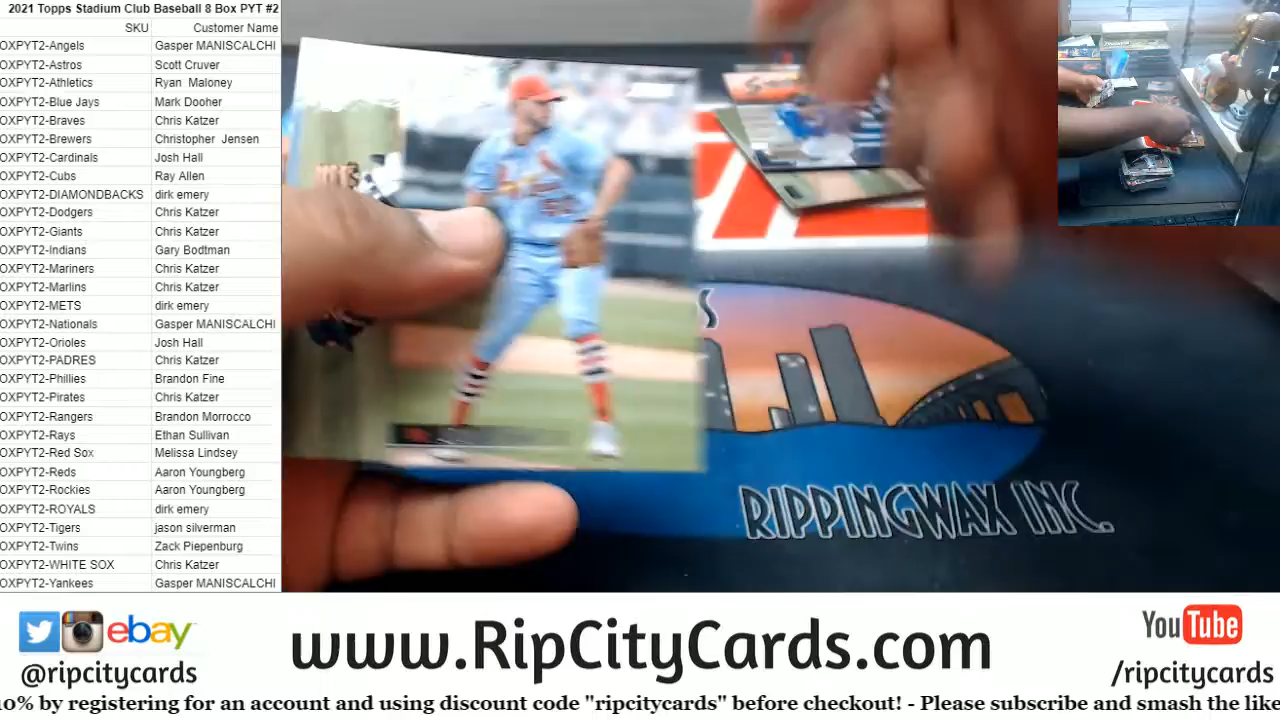 2021 Topps Stadium Club Baseball 8 Box PYT #2
SKU Customer Name
OXPYT2-Angels Gasper MANISCALCHI
OXPYT2-Astros Scott Cruver
OXPYT2-Athletics Ryan Maloney
OXPYT2-Blue Jays Mark Dooher
OXPYT2-Braves Chris Katzer
OXPYT2-Brewers Christopher Jensen
OXPYT2-Cardinals Josh Hall
OXPYT2-Cubs Ray Allen
OXPYT2-DIAMONDBACKS dirk emery
OXPYT2-Dodgers Chris Katzer
OXPYT2-Giants Chris Katzer
OXPYT2-Indians Gary Bodtman
OXPYT2-Mariners Chris Katzer
OXPYT2-Marlins Chris Katzer
OXPYT2-METS dirk emery
OXPYT2-Nationals Gasper MANISCALCHI
OXPYT2-Orioles Josh Hall
OXPYT2-PADRES Chris Katzer
OXPYT2-Phillies Brandon Fine
OXPYT2-Pirates Chris Katzer
OXPYT2-Rangers Brandon Morrocco
OXPYT2-Rays Ethan Sullivan
OXPYT2-Red Sox Melissa Lindsey
OXPYT2-Reds Aaron Youngberg
OXPYT2-Rockies Aaron Youngberg
OXPYT2-ROYALS dirk emery
OXPYT2-Tigers jason silverman
OXPYT2-Twins Zack Piepenburg
OXPYT2-WHITE SOX Chris Katzer
OXPYT2-Yankees Gasper MANISCALCHI
RIPPINGWAX INC.
ebay
@ripcitycards
www.RipCityCards.com
YouTube
/ripcitycards
0% by registering for an account and using discount code "ripcitycards" before checkout! - Please subscribe and smash the like